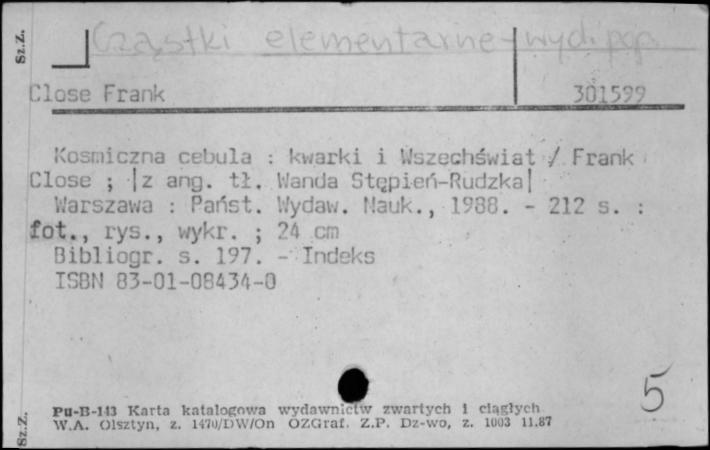 Sz.Z.
Cząstki elementarne - wyd. pop.
Close Frank 301599
Kosmiczna cebula : kwarki i Wszechświat / Frank
Close ; |z ang. tł. Wanda Stępień-Rudzka|
Warszawa : Państ. Wydaw. Nauk., 1988. - 212 s. :
fot., rys., wykr. ; 24 cm
Bibliogr. s. 197. - Indeks
ISBN 83-01-08434-0
5
Pu-B-143 Karta katalogowa wydawnictw zwartych i ciągłych
W.A. Olsztyn, z. 1470/DW/On OZGraf. Z.P. Dz-wo, z. 1003 11.87
Sz.Z.